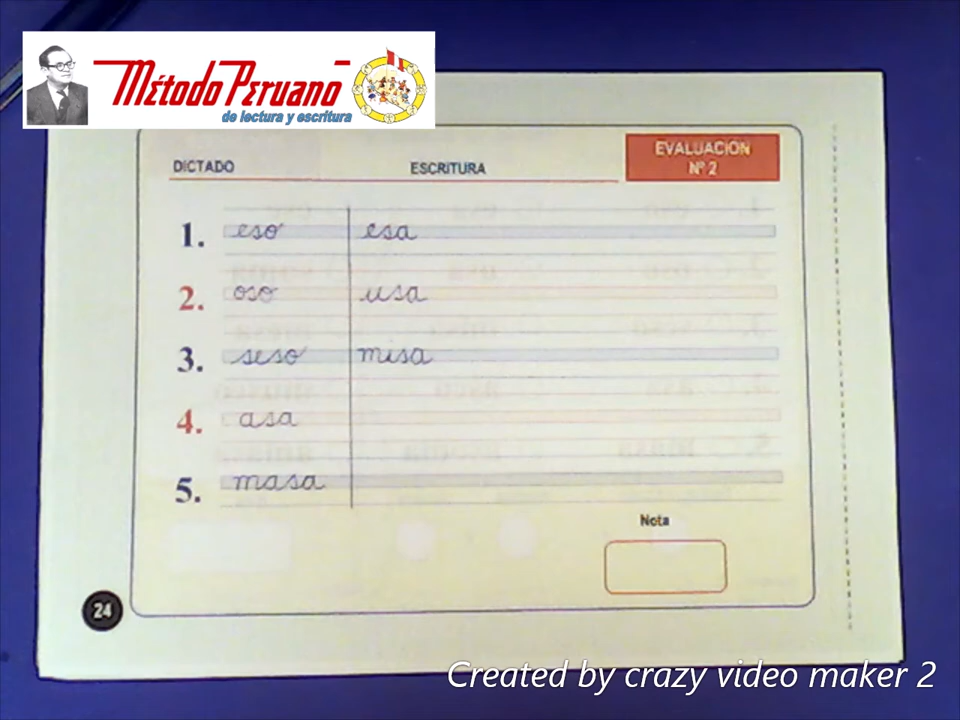 Método Peruano
de lectura y escritura
DICTADO ESCRITURA EVALUACIÓN
Nº 2
1. eso esa
2. oso usa
3. seso misa
4. asa
5. masa
Nota
24
Created by crazy video maker 2